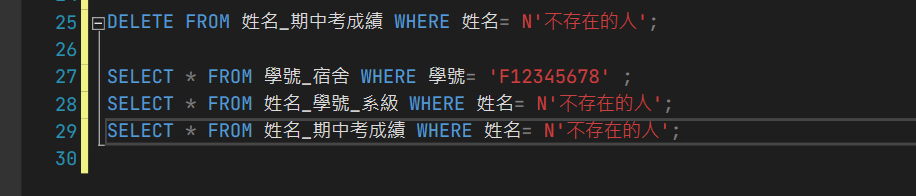 25 DELETE FROM 姓名_期中考成績 WHERE 姓名= N'不存在的人';
26
27 SELECT * FROM 學號_宿舍 WHERE 學號= 'F12345678' ;
28 SELECT * FROM 姓名_學號_系級 WHERE 姓名= N'不存在的人';
29 SELECT * FROM 姓名_期中考成績 WHERE 姓名= N'不存在的人';
30